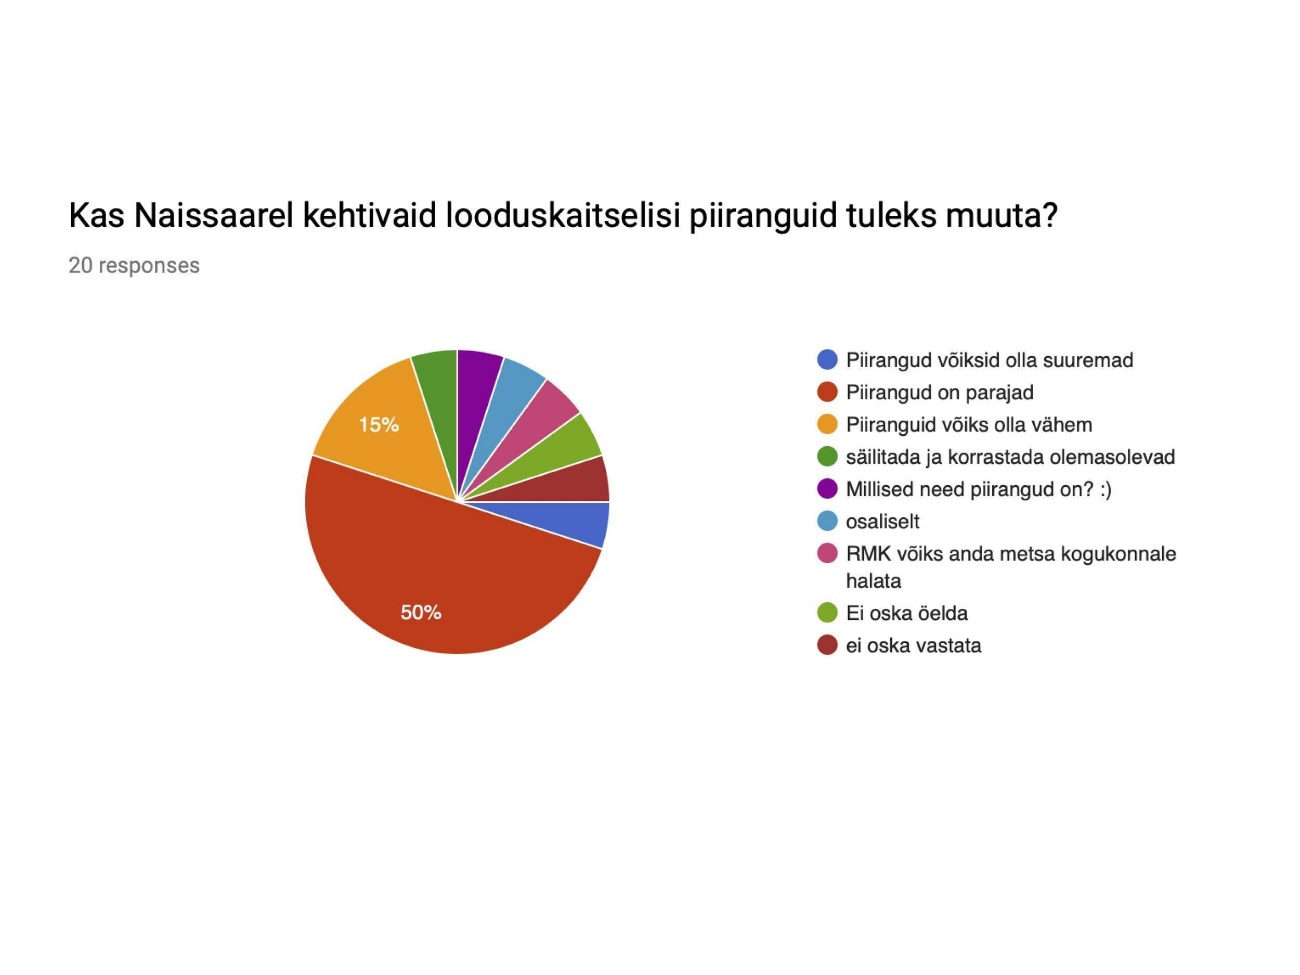 Kas Naissaarel kehtivaid looduskaitselisi piiranguid tuleks muuta?
20 responses
15%
50%
Piirangud võiksid olla suuremad
Piirangud on parajad
Piiranguid võiks olla vähem
säilitada ja korrastada olemasolevad
Millised need piirangud on? :)
osaliselt
RMK võiks anda metsa kogukonnale
halata
Ei oska öelda
ei oska vastata